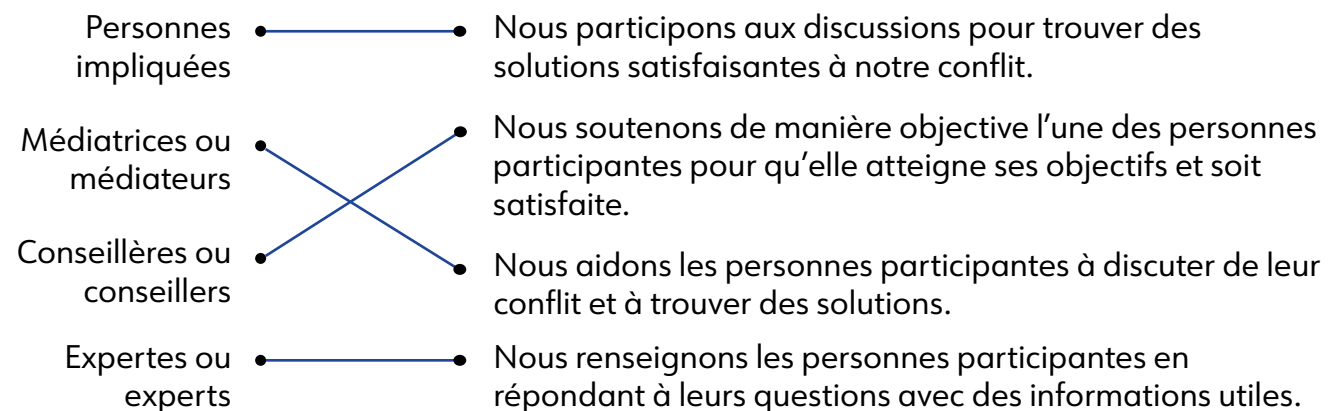 Personnes
impliquées
Nous participons aux discussions pour trouver des
solutions satisfaisantes à notre conflit.
Médiatrices ou
médiateurs
Nous soutenons de manière objective l’une des personnes
participantes pour qu’elle atteigne ses objectifs et soit
satisfaite.
Conseillères ou
conseillers
Nous aidons les personnes participantes à discuter de leur
conflit et à trouver des solutions.
Expertes ou
experts
Nous renseignons les personnes participantes en
répondant à leurs questions avec des informations utiles.